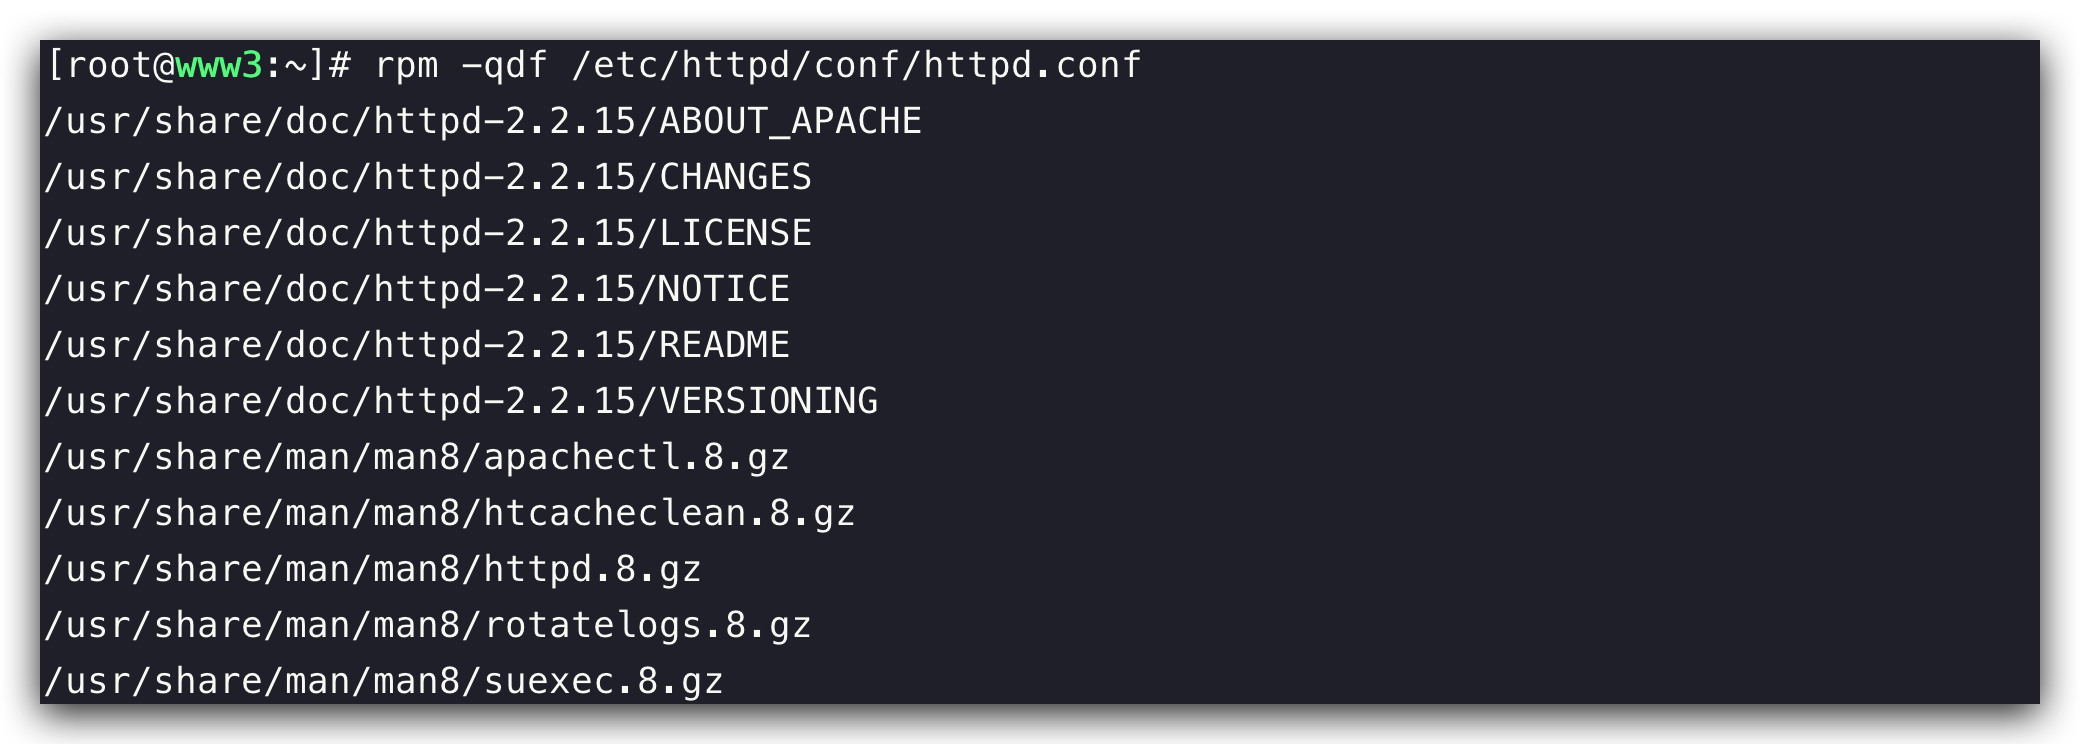 [root@www3:~]# rpm -qdf /etc/httpd/conf/httpd.conf
/usr/share/doc/httpd-2.2.15/ABOUT_APACHE
/usr/share/doc/httpd-2.2.15/CHANGES
/usr/share/doc/httpd-2.2.15/LICENSE
/usr/share/doc/httpd-2.2.15/NOTICE
/usr/share/doc/httpd-2.2.15/README
/usr/share/doc/httpd-2.2.15/VERSIONING
/usr/share/man/man8/apachectl.8.gz
/usr/share/man/man8/htcacheclean.8.gz
/usr/share/man/man8/httpd.8.gz
/usr/share/man/man8/rotatelogs.8.gz
/usr/share/man/man8/suexec.8.gz